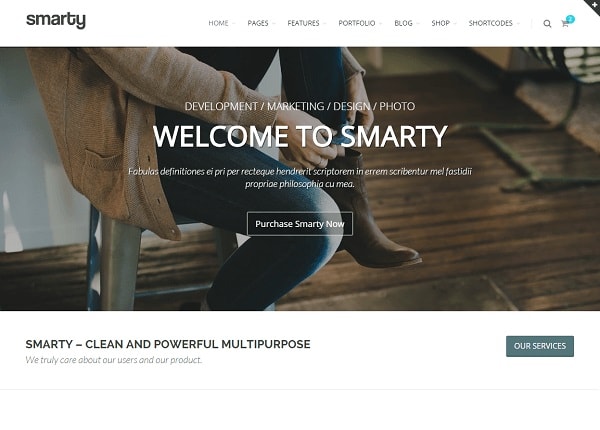 smarty
HOME PAGES FEATURES PORTFOLIO BLOG SHOP SHORTCODES 2
DEVELOPMENT / MARKETING / DESIGN / PHOTO
WELCOME TO SMARTY
Fabulas definitiones ei pri per recteque hendrerit scriptorem in errem scribentur mel fastidii
propriae philosophia cu mea.
Purchase Smarty Now
SMARTY – CLEAN AND POWERFUL MULTIPURPOSE
We truly care about our users and our product.
OUR SERVICES